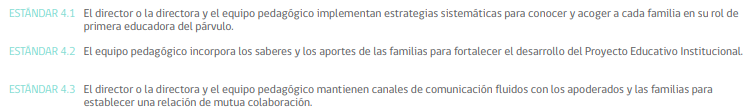 ESTÁNDAR 4.1 El director o la directora y el equipo pedagógico implementan estrategias sistemáticas para conocer y acoger a cada familia en su rol de
primera educadora del párvulo.
ESTÁNDAR 4.2 El equipo pedagógico incorpora los saberes y los aportes de las familias para fortalecer el desarrollo del Proyecto Educativo Institucional.
ESTÁNDAR 4.3 El director o la directora y el equipo pedagógico mantienen canales de comunicación fluidos con los apoderados y las familias para
establecer una relación de mutua colaboración.